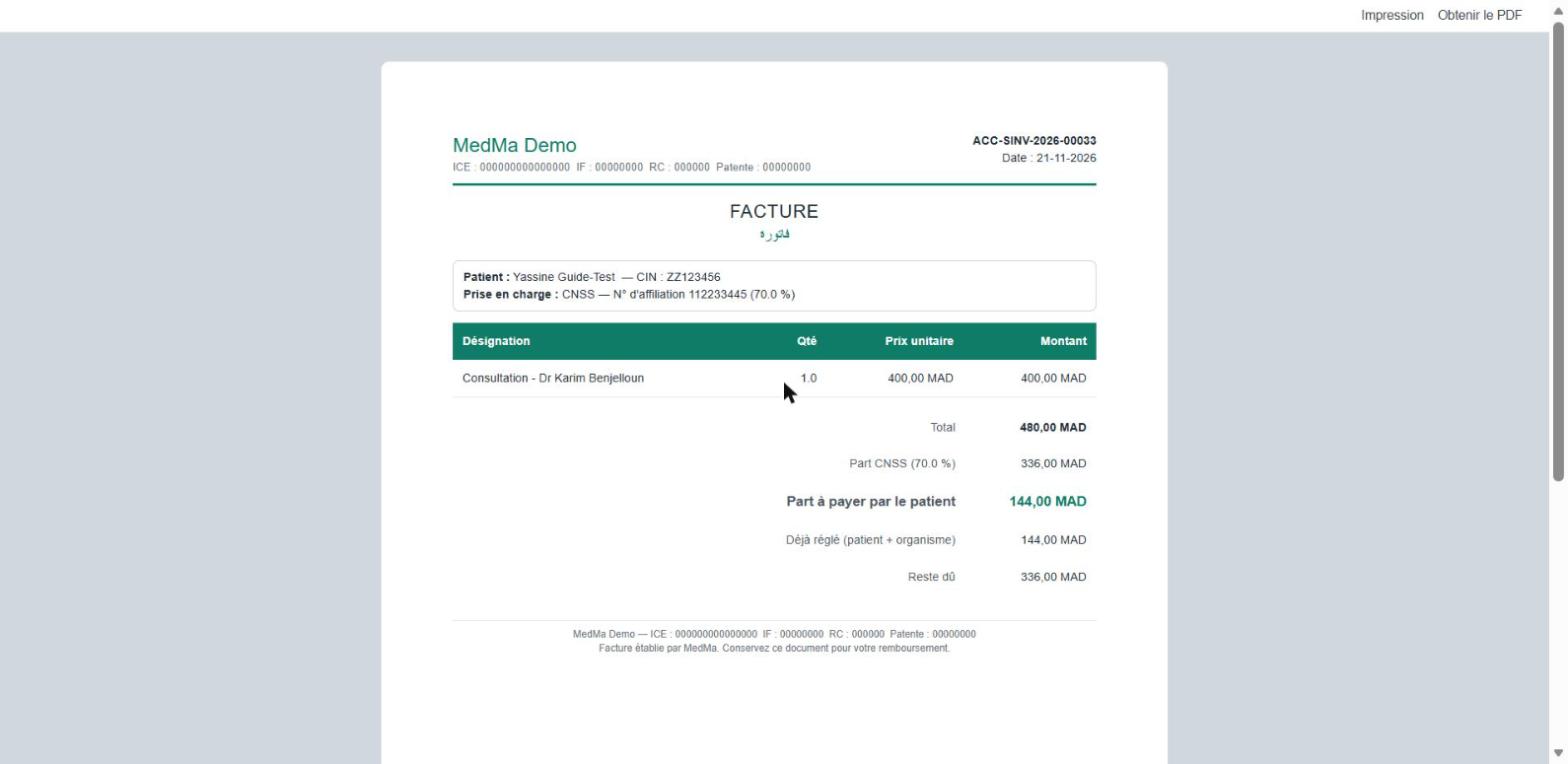 Impression Obtenir le PDF
MedMa Demo
ICE : 000000000000000 IF : 00000000 RC : 000000 Patente : 00000000
ACC-SINV-2026-00033
Date : 21-11-2026
FACTURE
فاتورة
Patient : Yassine Guide-Test — CIN : ZZ123456
Prise en charge : CNSS — N° d'affiliation 112233445 (70.0 %)
Désignation Qté Prix unitaire Montant
Consultation - Dr Karim Benjelloun 1.0 400,00 MAD 400,00 MAD
Total 480,00 MAD
Part CNSS (70.0 %) 336,00 MAD
Part à payer par le patient 144,00 MAD
Déjà réglé (patient + organisme) 144,00 MAD
Reste dû 336,00 MAD
MedMa Demo — ICE : 000000000000000 IF : 00000000 RC : 000000 Patente : 00000000
Facture établie par MedMa. Conservez ce document pour votre remboursement.